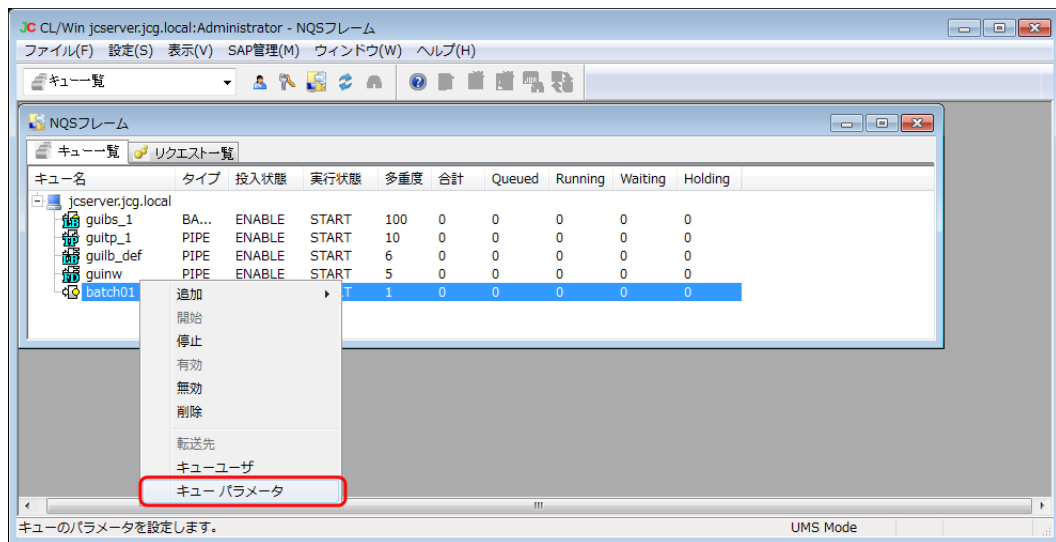 JC CL/Win jcserver.jcg.local:Administrator - NQSフレーム
ファイル(F) 設定(S) 表示(V) SAP管理(M) ウィンドウ(W) ヘルプ(H)
キュー一覧
NQSフレーム
キュー一覧 リクエスト一覧
キュー名 タイプ 投入状態 実行状態 多重度 合計 Queued Running Waiting Holding
jcserver.jcg.local
guibs_1 BA... ENABLE START 100 0 0 0 0 0
guitp_1 PIPE ENABLE START 10 0 0 0 0 0
guilb_def PIPE ENABLE START 6 0 0 0 0 0
guinw PIPE ENABLE START 5 0 0 0 0 0
batch01 1 0 0 0 0 0
追加
開始
停止
有効
無効
削除
転送先
キューユーザ
キュー パラメータ
キューのパラメータを設定します。 UMS Mode